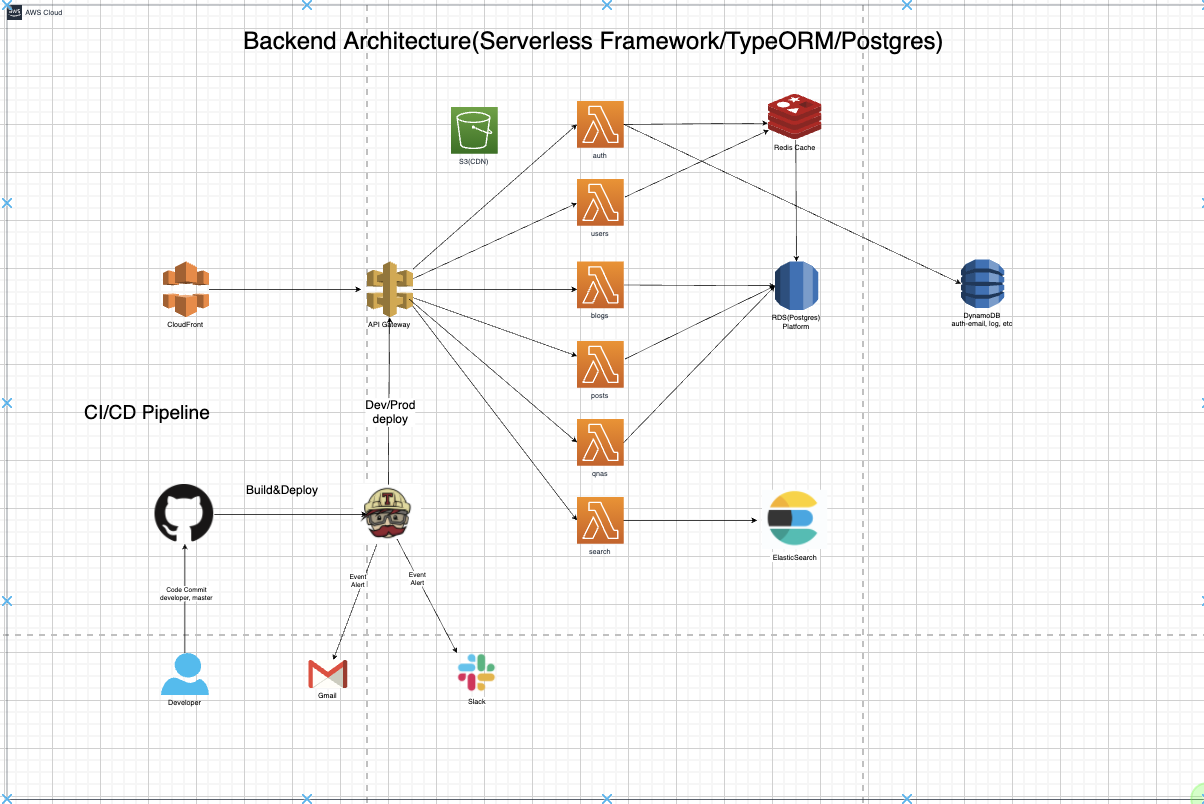 aws
AWS Cloud
Backend Architecture(Serverless Framework/TypeORM/Postgres)
S3(CDN)
auth
Redis Cache
users
CloudFront
API Gateway
blogs
RDS(Postgres)
Platform
DynamoDB
auth-email, log, etc
posts
CI/CD Pipeline
Dev/Prod
deploy
qnas
Build&Deploy
T
search
ElasticSearch
Event
Alert
Event
Alert
Code Commit
developer, master
Developer
Gmail
Slack